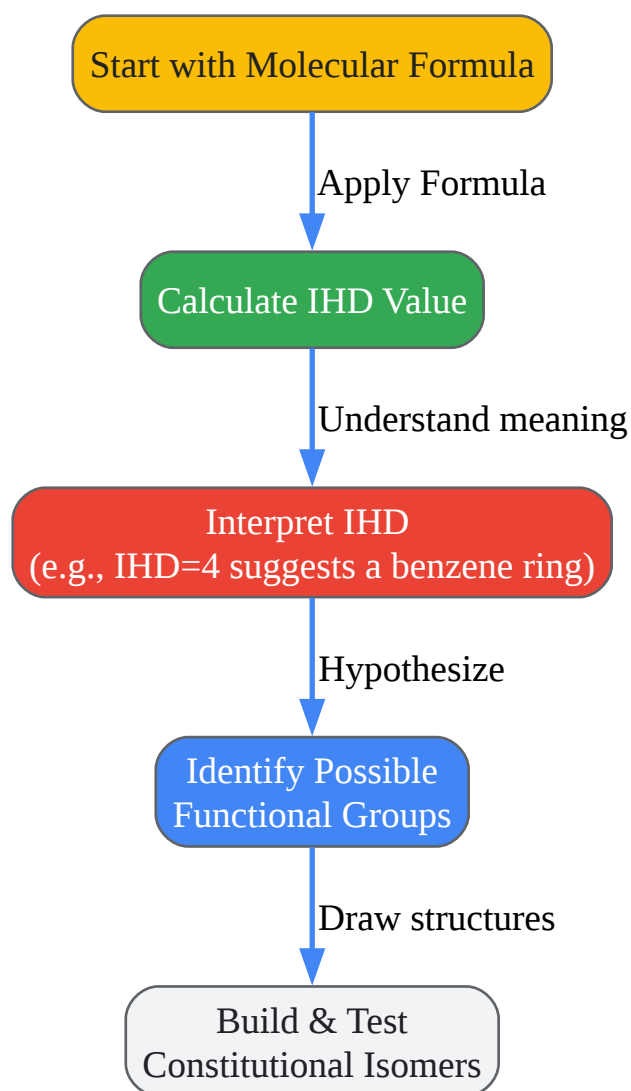 Start with Molecular Formula
Apply Formula
Calculate IHD Value
Understand meaning
Interpret IHD
(e.g., IHD=4 suggests a benzene ring)
Hypothesize
Identify Possible
Functional Groups
Draw structures
Build & Test
Constitutional Isomers